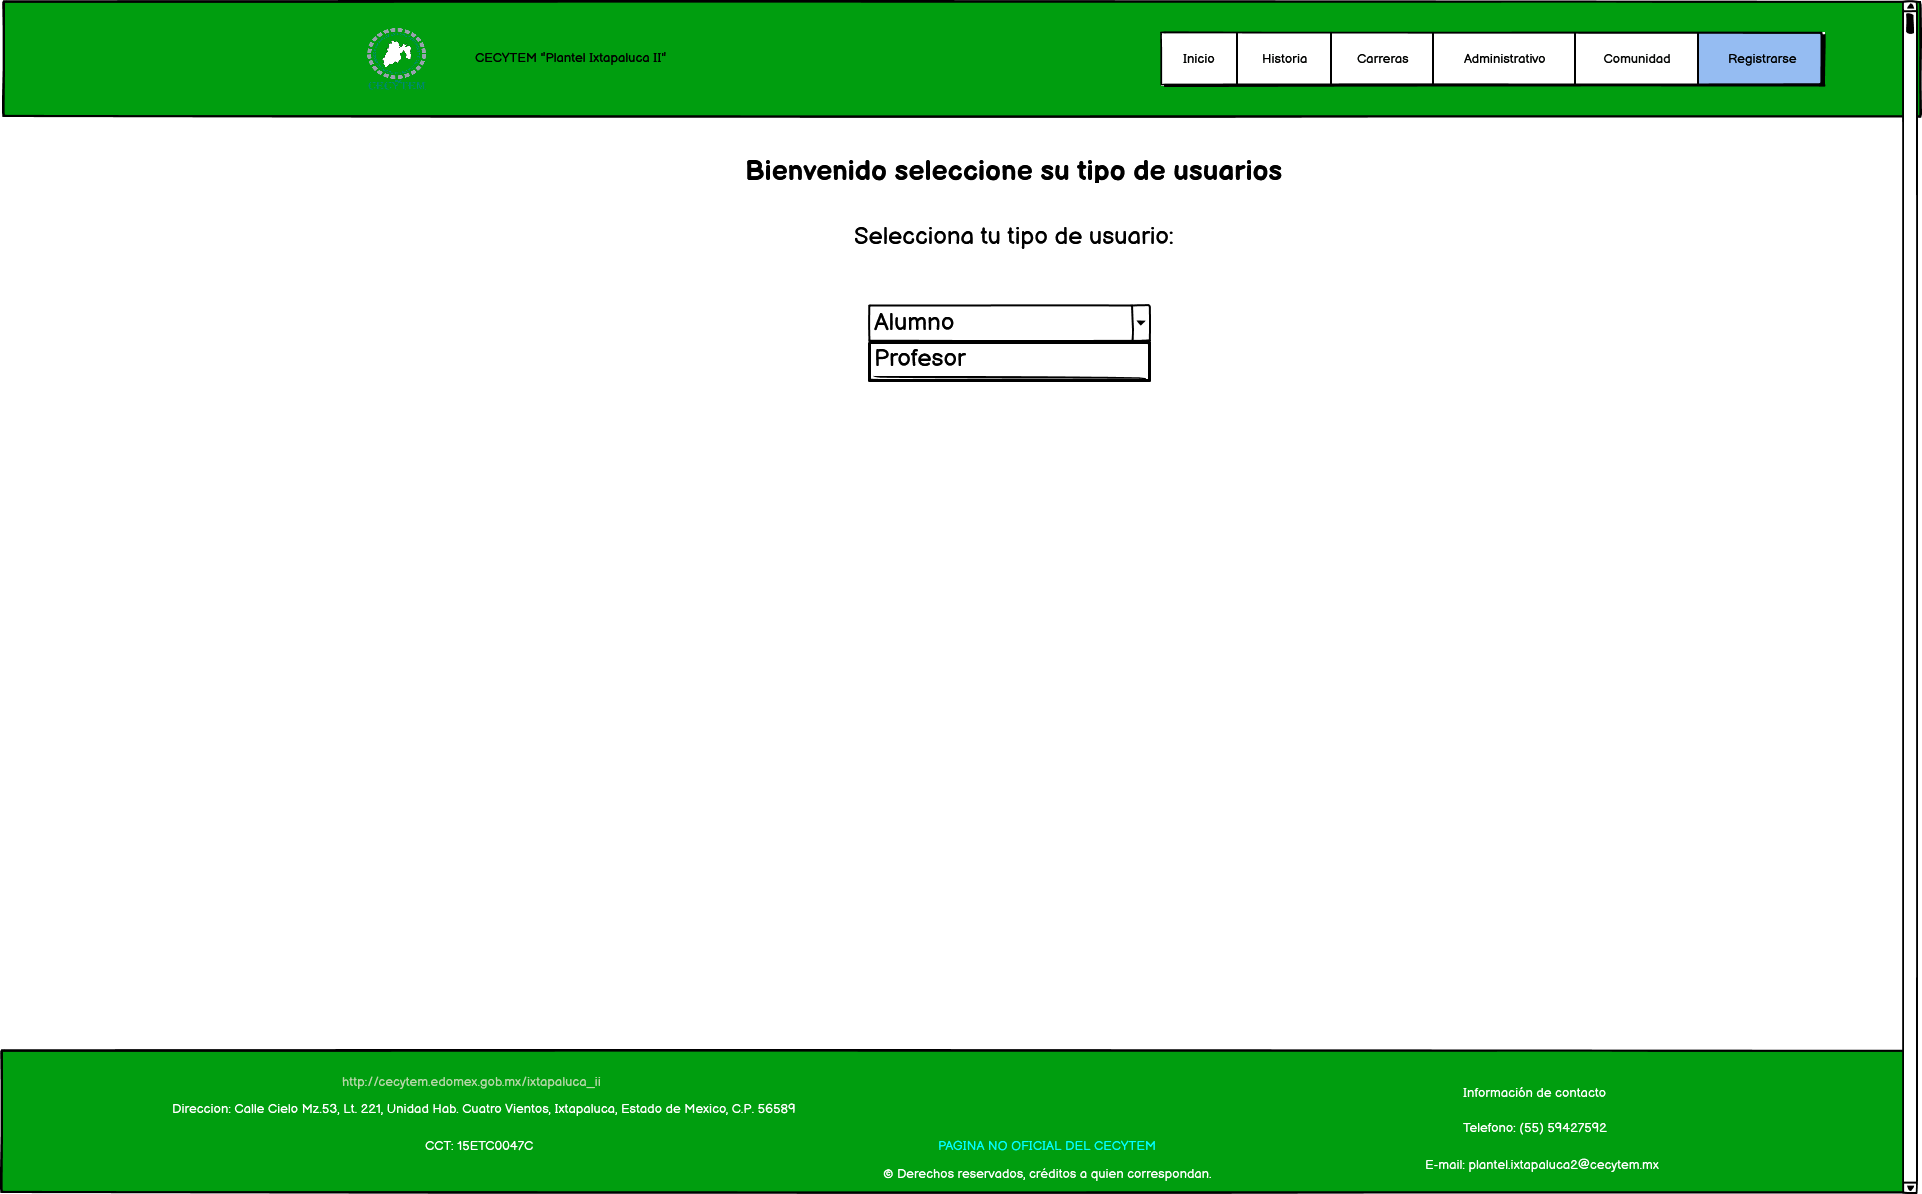 CECYTEM "Plantel Ixtapaluca II"
Inicio
Historia
Carreras
Administrativo
Comunidad
Registrarse
Bienvenido seleccione su tipo de usuarios
Selecciona tu tipo de usuario:
Alumno
Profesor
http://cecytem.edomex.gob.mx/ixtapaluca_ii
Direccion: Calle Cielo Mz.53, Lt. 221, Unidad Hab. Cuatro Vientos, Ixtapaluca, Estado de Mexico, C.P. 56589
CCT: 15ETC0047C
PAGINA NO OFICIAL DEL CECYTEM
© Derechos reservados, créditos a quien correspondan.
Información de contacto
Telefono: (55) 59427592
E-mail: plantel.ixtapaluca2@cecytem.mx